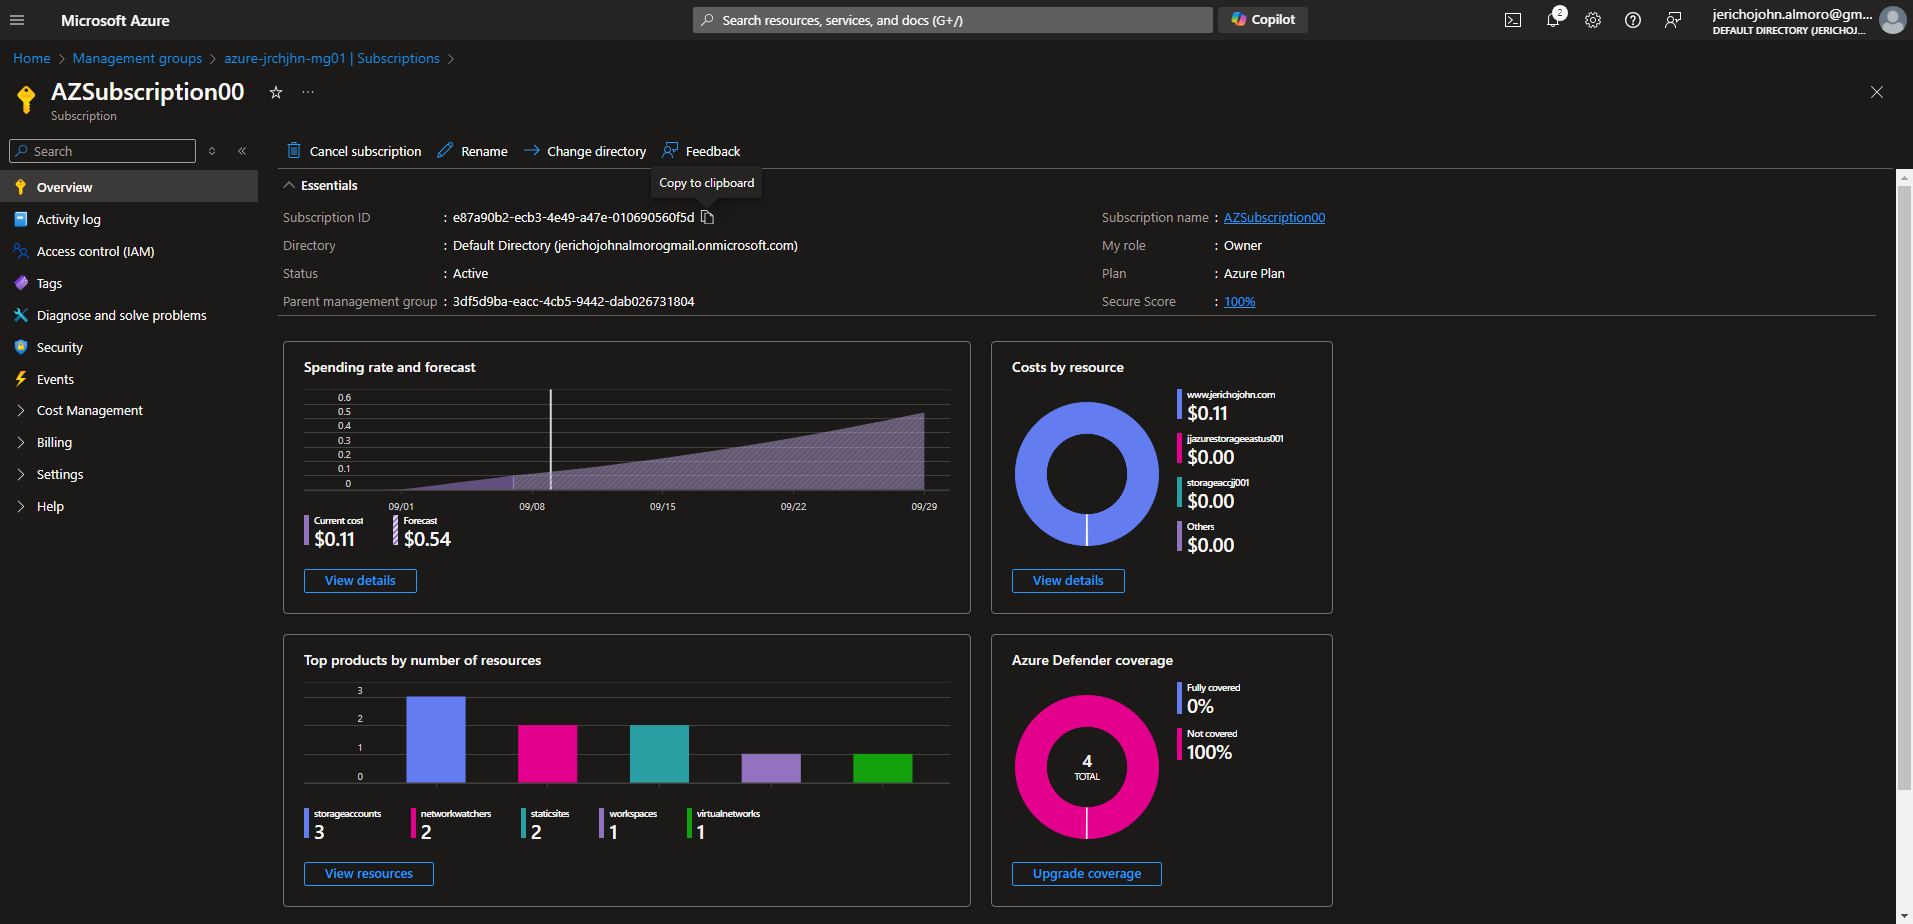 Microsoft Azure
Search resources, services, and docs (G+/)
Copilot
2
jerichojohn.almoro@gm...
DEFAULT DIRECTORY (JERICHOJ...
Home > Management groups > azure-jrchjhn-mg01 | Subscriptions >
AZSubscription00
Subscription
Search
Overview
Activity log
Access control (IAM)
Tags
Diagnose and solve problems
Security
Events
Cost Management
Billing
Settings
Help
Cancel subscription
Rename
Change directory
Feedback
Copy to clipboard
Essentials
Subscription ID : e87a90b2-ecb3-4e49-a47e-010690560f5d
Directory : Default Directory (jerichojohnalmorogmail.onmicrosoft.com)
Status : Active
Parent management group : 3df5d9ba-eacc-4cb5-9442-dab026731804
Subscription name : AZSubscription00
My role : Owner
Plan : Azure Plan
Secure Score : 100%
Spending rate and forecast
0.6
0.5
0.4
0.3
0.2
0.1
0
09/01 09/08 09/15 09/22 09/29
Current cost
$0.11
Forecast
$0.54
View details
Costs by resource
www.jerichojohn.com
$0.11
jjazurestorageeastus001
$0.00
storageaccjj001
$0.00
Others
$0.00
View details
Top products by number of resources
3
2
1
0
storageaccounts
3
networkwatchers
2
staticsites
2
workspaces
1
virtualnetworks
1
View resources
Azure Defender coverage
4
TOTAL
Fully covered
0%
Not covered
100%
Upgrade coverage